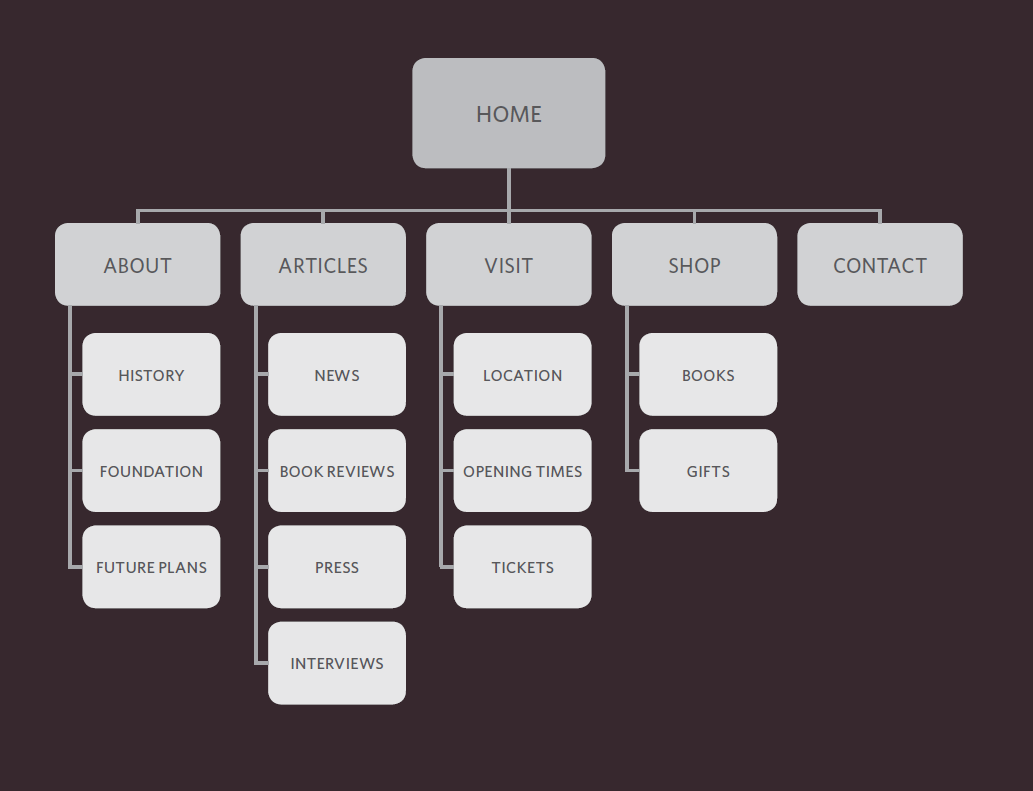 HOME
ABOUT
ARTICLES
VISIT
SHOP
CONTACT
HISTORY
NEWS
LOCATION
BOOKS
FOUNDATION
BOOK REVIEWS
OPENING TIMES
GIFTS
FUTURE PLANS
PRESS
TICKETS
INTERVIEWS